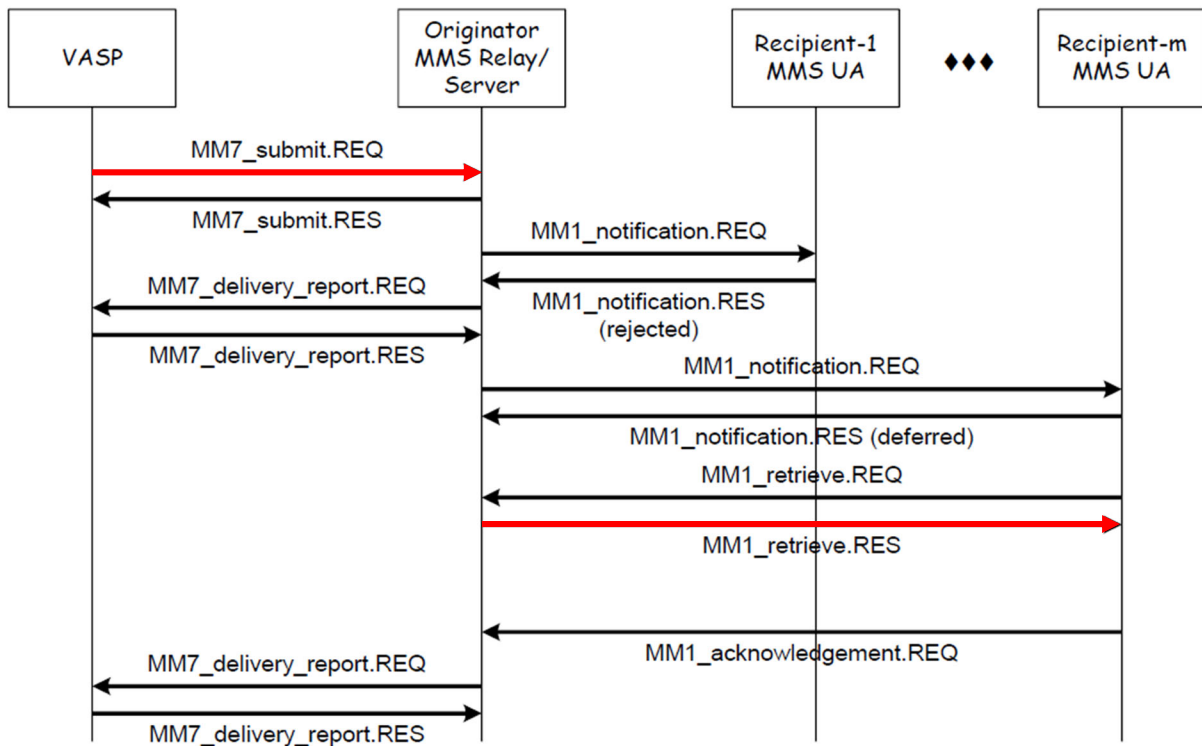 VASP
Originator
MMS Relay/
Server
Recipient-1
MMS UA
Recipient-m
MMS UA
MM7_submit.REQ
MM7_submit.RES
MM1_notification.REQ
MM7_delivery_report.REQ
MM1_notification.RES
(rejected)
MM7_delivery_report.RES
MM1_notification.REQ
MM1_notification.RES (deferred)
MM1_retrieve.REQ
MM1_retrieve.RES
MM1_acknowledgement.REQ
MM7_delivery_report.REQ
MM7_delivery_report.RES